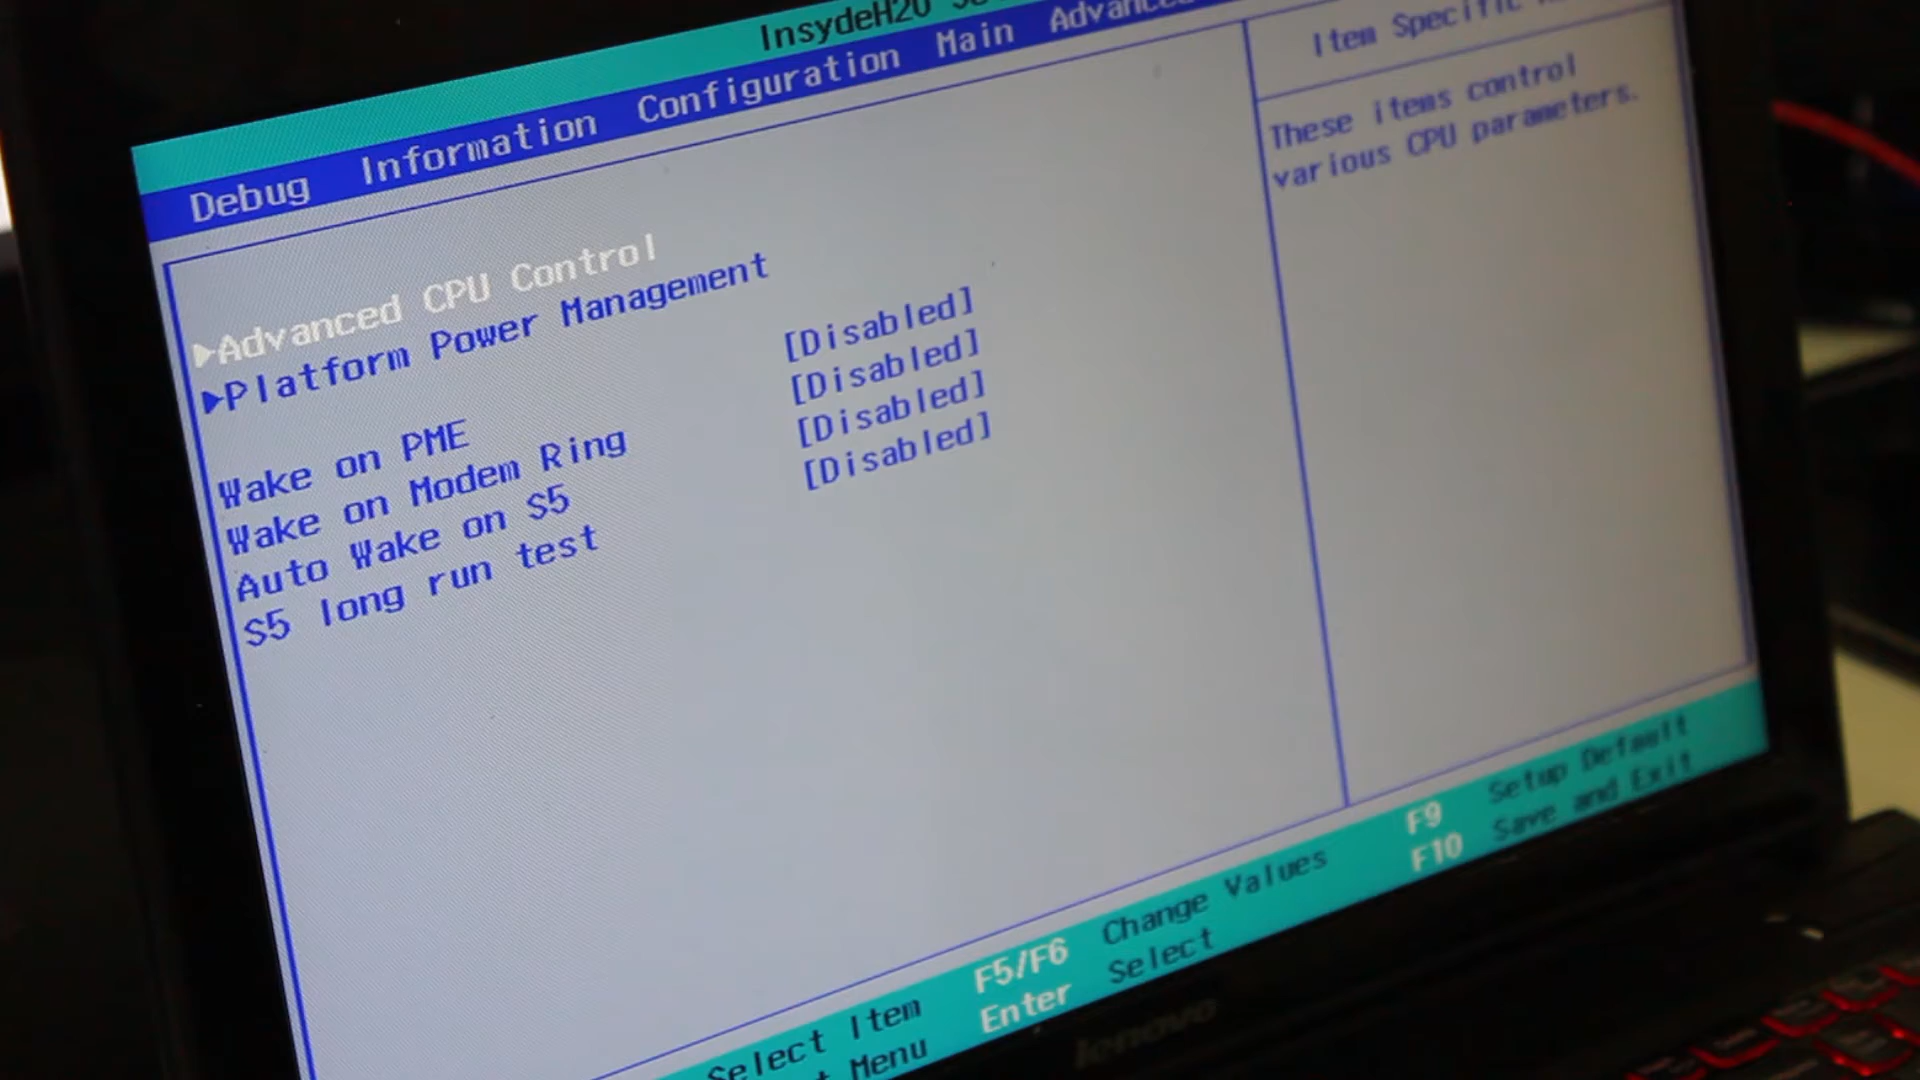 InsydeH2O
Debug Information Configuration Main Advanced
Item Specific
▶Advanced CPU Control
▶Platform Power Management
Wake on PME [Disabled]
Wake on Modem Ring [Disabled]
Auto Wake on S5 [Disabled]
S5 long run test [Disabled]
These items control
various CPU parameters.
Select Item F5/F6 Change Values F9 Setup Default
Menu Enter Select F10 Save and Exit
lenovo